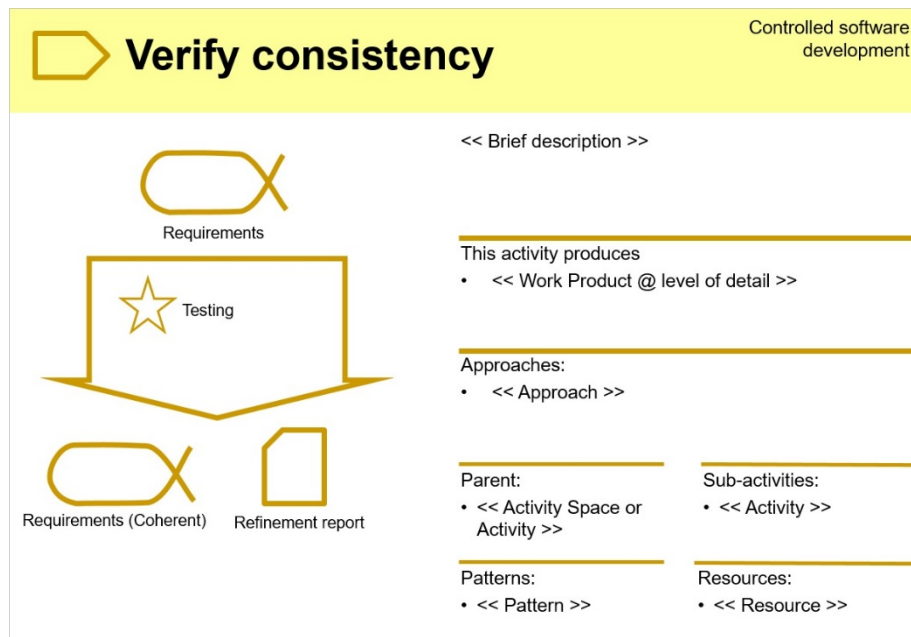 Verify consistency
Controlled software
development
Requirements
Testing
Requirements (Coherent)
Refinement report
<< Brief description >>
This activity produces
• << Work Product @ level of detail >>
Approaches:
• << Approach >>
Parent:
• << Activity Space or
Activity >>
Sub-activities:
• << Activity >>
Patterns:
• << Pattern >>
Resources:
• << Resource >>